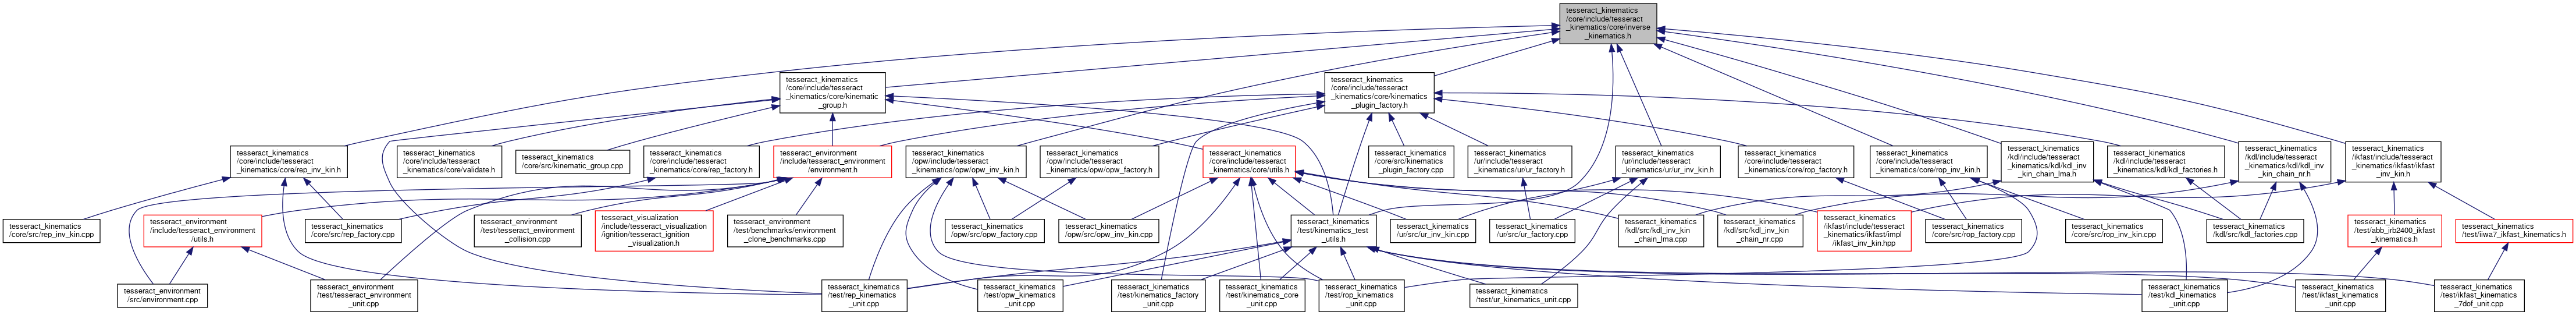 tesseract_kinematics
/core/include/tesseract
_kinematics/core/inverse
_kinematics.h
tesseract_kinematics
/core/include/tesseract
_kinematics/core/kinematic
_group.h
tesseract_kinematics
/core/include/tesseract
_kinematics/core/kinematics
_plugin_factory.h
tesseract_kinematics
/core/include/tesseract
_kinematics/core/rep_inv_kin.h
tesseract_kinematics
/core/include/tesseract
_kinematics/core/validate.h
tesseract_kinematics
/core/src/kinematic_group.cpp
tesseract_kinematics
/core/include/tesseract
_kinematics/core/rep_factory.h
tesseract_environment
/include/tesseract_environment
/environment.h
tesseract_kinematics
/opw/include/tesseract
_kinematics/opw/opw_inv_kin.h
tesseract_kinematics
/opw/include/tesseract
_kinematics/opw/opw_factory.h
tesseract_kinematics
/core/include/tesseract
_kinematics/core/utils.h
tesseract_kinematics
/core/src/kinematics
_plugin_factory.cpp
tesseract_kinematics
/ur/include/tesseract
_kinematics/ur/ur_factory.h
tesseract_kinematics
/ur/include/tesseract
_kinematics/ur/ur_inv_kin.h
tesseract_kinematics
/core/include/tesseract
_kinematics/core/rop_factory.h
tesseract_kinematics
/core/include/tesseract
_kinematics/core/rop_inv_kin.h
tesseract_kinematics
/kdl/include/tesseract
_kinematics/kdl/kdl_inv
_kin_chain_lma.h
tesseract_kinematics
/kdl/include/tesseract
_kinematics/kdl/kdl_factories.h
tesseract_kinematics
/kdl/include/tesseract
_kinematics/kdl/kdl_inv
_kin_chain_nr.h
tesseract_kinematics
/ikfast/include/tesseract
_kinematics/ikfast/ikfast
_inv_kin.h
tesseract_kinematics
/core/src/rep_inv_kin.cpp
tesseract_environment
/include/tesseract_environment
/utils.h
tesseract_kinematics
/core/src/rep_factory.cpp
tesseract_environment
/test/tesseract_environment
_collision.cpp
tesseract_visualization
/include/tesseract_visualization
/ignition/tesseract_ignition
_visualization.h
tesseract_environment
/test/benchmarks/environment
_clone_benchmarks.cpp
tesseract_kinematics
/opw/src/opw_factory.cpp
tesseract_kinematics
/opw/src/opw_inv_kin.cpp
tesseract_kinematics
/test/kinematics_test
_utils.h
tesseract_kinematics
/ur/src/ur_inv_kin.cpp
tesseract_kinematics
/ur/src/ur_factory.cpp
tesseract_kinematics
/kdl/src/kdl_inv_kin
_chain_lma.cpp
tesseract_kinematics
/kdl/src/kdl_inv_kin
_chain_nr.cpp
tesseract_kinematics
/ikfast/include/tesseract
_kinematics/ikfast/impl
/ikfast_inv_kin.hpp
tesseract_kinematics
/core/src/rop_factory.cpp
tesseract_kinematics
/core/src/rop_inv_kin.cpp
tesseract_kinematics
/kdl/src/kdl_factories.cpp
tesseract_kinematics
/test/abb_irb2400_ikfast
_kinematics.h
tesseract_kinematics
/test/iiwa7_ikfast_kinematics.h
tesseract_environment
/src/environment.cpp
tesseract_environment
/test/tesseract_environment
_unit.cpp
tesseract_kinematics
/test/rep_kinematics
_unit.cpp
tesseract_kinematics
/test/opw_kinematics
_unit.cpp
tesseract_kinematics
/test/kinematics_factory
_unit.cpp
tesseract_kinematics
/test/kinematics_core
_unit.cpp
tesseract_kinematics
/test/rop_kinematics
_unit.cpp
tesseract_kinematics
/test/ur_kinematics_unit.cpp
tesseract_kinematics
/test/kdl_kinematics
_unit.cpp
tesseract_kinematics
/test/ikfast_kinematics
_unit.cpp
tesseract_kinematics
/test/ikfast_kinematics
_7dof_unit.cpp